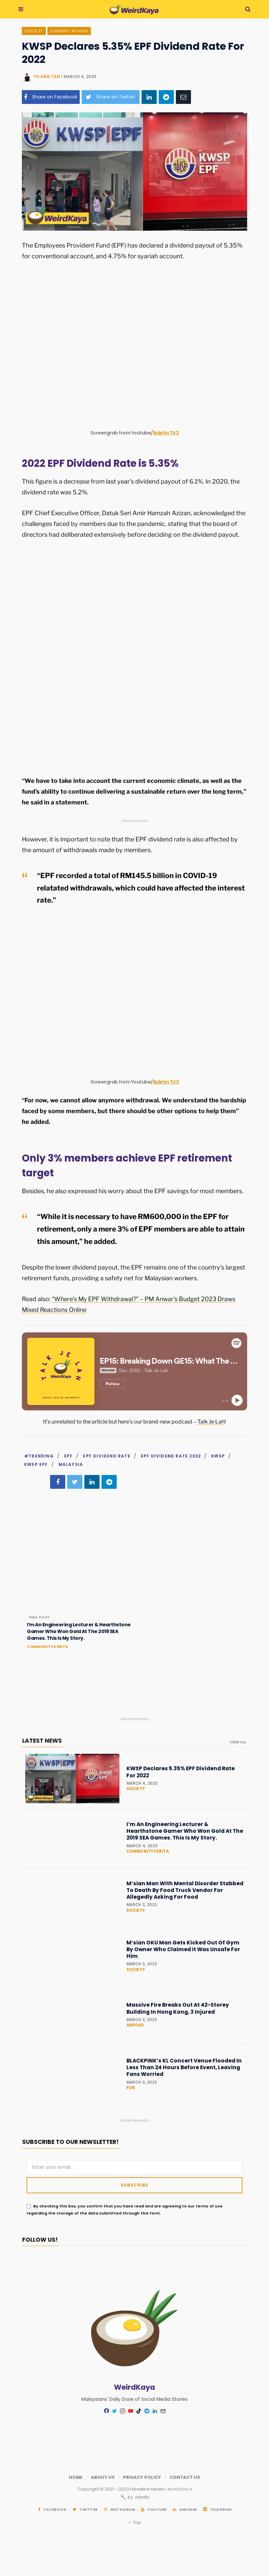 WeirdKaya
SOCIETY
CURRENT AFFAIRS
KWSP Declares 5.35% EPF Dividend Rate For
2022
YU ANG TAN | MARCH 4, 2023
Share on Facebook
Share on Twitter
KWSP EPF
KWSP
EPF
WeirdKaya
The Employees Provident Fund (EPF) has declared a dividend payout of 5.35%
for conventional account, and 4.75% for syariah account.
Screengrab from Youtube/Buletin TV3
2022 EPF Dividend Rate is 5.35%
This figure is a decrease from last year's dividend payout of 6.1%. In 2020, the
dividend rate was 5.2%.
EPF Chief Executive Officer, Datuk Seri Amir Hamzah Azizan, acknowledged the
challenges faced by members due to the pandemic, stating that the board of
directors had deliberated extensively before deciding on the dividend payout.
“We have to take into account the current economic climate, as well as the
fund’s ability to continue delivering a sustainable return over the long term,”
he said in a statement.
- Advertisements -
However, it is important to note that the EPF dividend rate is also affected by
the amount of withdrawals made by members.
“EPF recorded a total of RM145.5 billion in COVID-19
relatated withdrawals, which could have affected the interest
rate.”
Screengrab from Youtube/Buletin TV3
“For now, we cannot allow anymore withdrawal. We understand the hardship
faced by some members, but there should be other options to help them”
he added.
Only 3% members achieve EPF retirement
target
Besides, he also expressed his worry about the EPF savings for most members.
“While it is necessary to have RM600,000 in the EPF for
retirement, only a mere 3% of EPF members are able to attain
this amount,” he added.
Despite the lower dividend payout, the EPF remains one of the country’s largest
retirement funds, providing a safety net for Malaysian workers.
Read also: “Where’s My EPF Withdrawal?” – PM Anwar’s Budget 2023 Draws
Mixed Reactions Online
TALK JE LAH
WeirdKaya
EP15: Breaking Down GE15: What The ...
Dec. 2022 · Talk Je Lah
Follow
It’s unrelated to the article but here’s our brand-new podcast – Talk Je Lah!
#TRENDING / EPF / EPF DIVIDEND RATE / EPF DIVIDEND RATE 2022 / KWSP /
KWSP EPF / MALAYSIA
PREV POST
I’m An Engineering Lecturer & Hearthstone
Gamer Who Won Gold At The 2019 SEA
Games. This Is My Story.
COMMUNITYCERITA
- Advertisements -
LATEST NEWS
VIEW ALL
WeirdKaya
KWSP Declares 5.35% EPF Dividend Rate
For 2022
MARCH 4, 2023
SOCIETY
I’m An Engineering Lecturer &
Hearthstone Gamer Who Won Gold At The
2019 SEA Games. This Is My Story.
MARCH 4, 2023
COMMUNITYCERITA
M’sian Man With Mental Disorder Stabbed
To Death By Food Truck Vendor For
Allegedly Asking For Food
MARCH 3, 2023
SOCIETY
M’sian OKU Man Gets Kicked Out Of Gym
By Owner Who Claimed It Was Unsafe For
Him
MARCH 3, 2023
SOCIETY
Massive Fire Breaks Out At 42-Storey
Building In Hong Kong, 3 Injured
MARCH 3, 2023
ABROAD
BLACKPINK’s KL Concert Venue Flooded In
Less Than 24 Hours Before Event, Leaving
Fans Worried
MARCH 3, 2023
FUN
- Advertisements -
SUBSCRIBE TO OUR NEWSLETTER!
Enter your email
SUBSCRIBE
By checking this box, you confirm that you have read and are agreeing to our terms of use
regarding the storage of the data submitted through this form.
FOLLOW US!
WeirdKaya
Malaysians' Daily Dose of Social Media Stories
HOME / ABOUT US / PRIVACY POLICY / CONTACT US
by Infinity
FACEBOOK
TWITTER
INSTAGRAM
YOUTUBE
LINKEDIN
TELEGRAM
Top